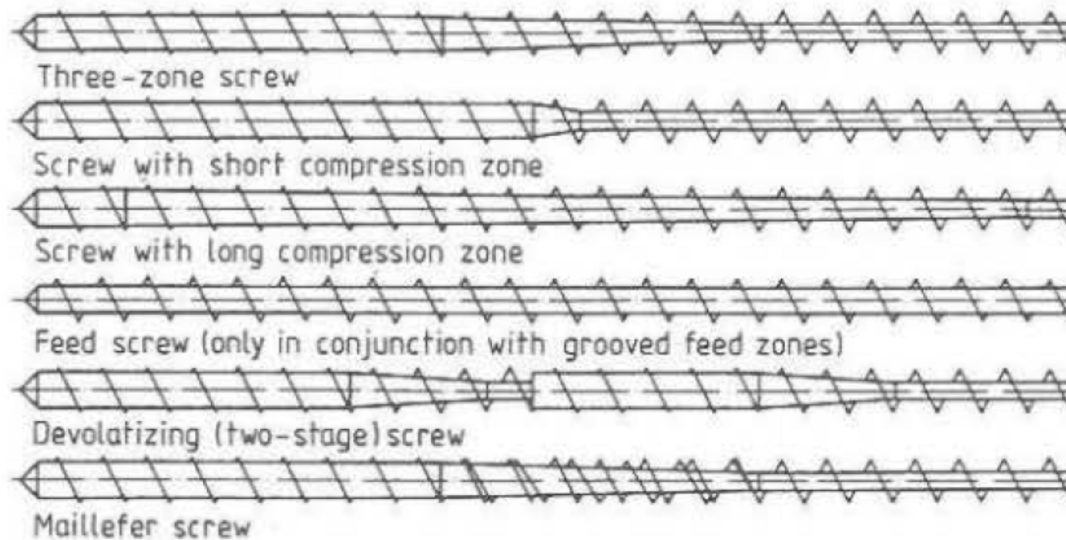 Three-zone screw
Screw with short compression zone
Screw with long compression zone
Feed screw (only in conjunction with grooved feed zones)
Devolatizing (two-stage) screw
Maillefer screw